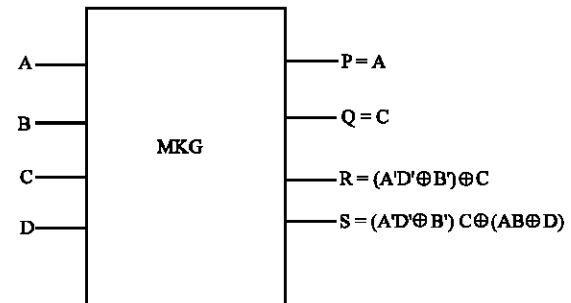 A
B
C
D
MKG
P = A
Q = C
R = (A'D'⊕B')⊕C
S = (A'D'⊕B') C⊕(AB⊕D)